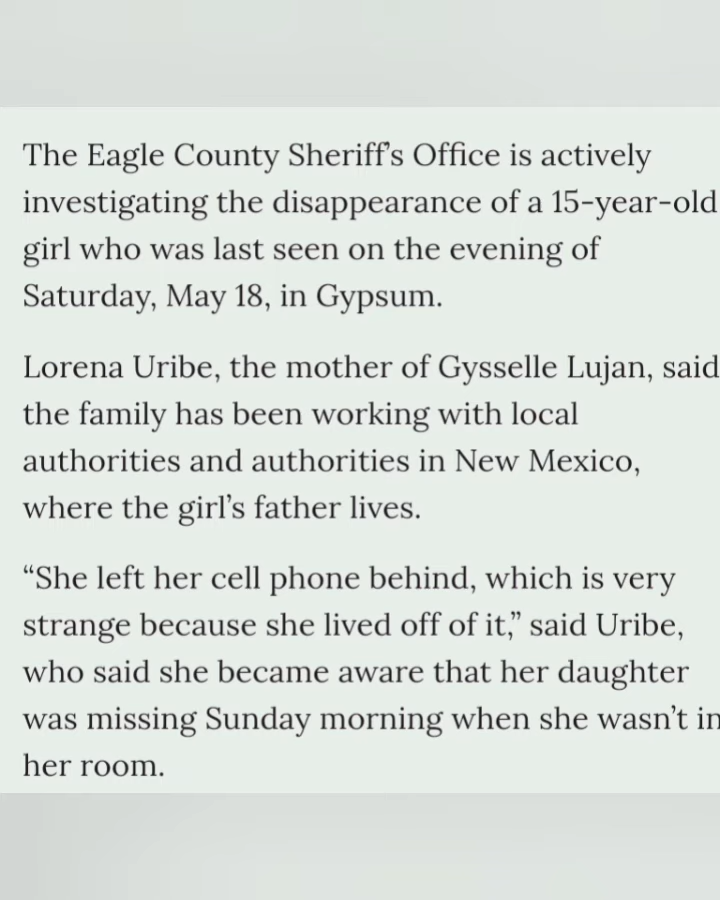 The Eagle County Sheriff’s Office is actively
investigating the disappearance of a 15-year-old
girl who was last seen on the evening of
Saturday, May 18, in Gypsum.
Lorena Uribe, the mother of Gysselle Lujan, said
the family has been working with local
authorities and authorities in New Mexico,
where the girl’s father lives.
“She left her cell phone behind, which is very
strange because she lived off of it,” said Uribe,
who said she became aware that her daughter
was missing Sunday morning when she wasn’t in
her room.